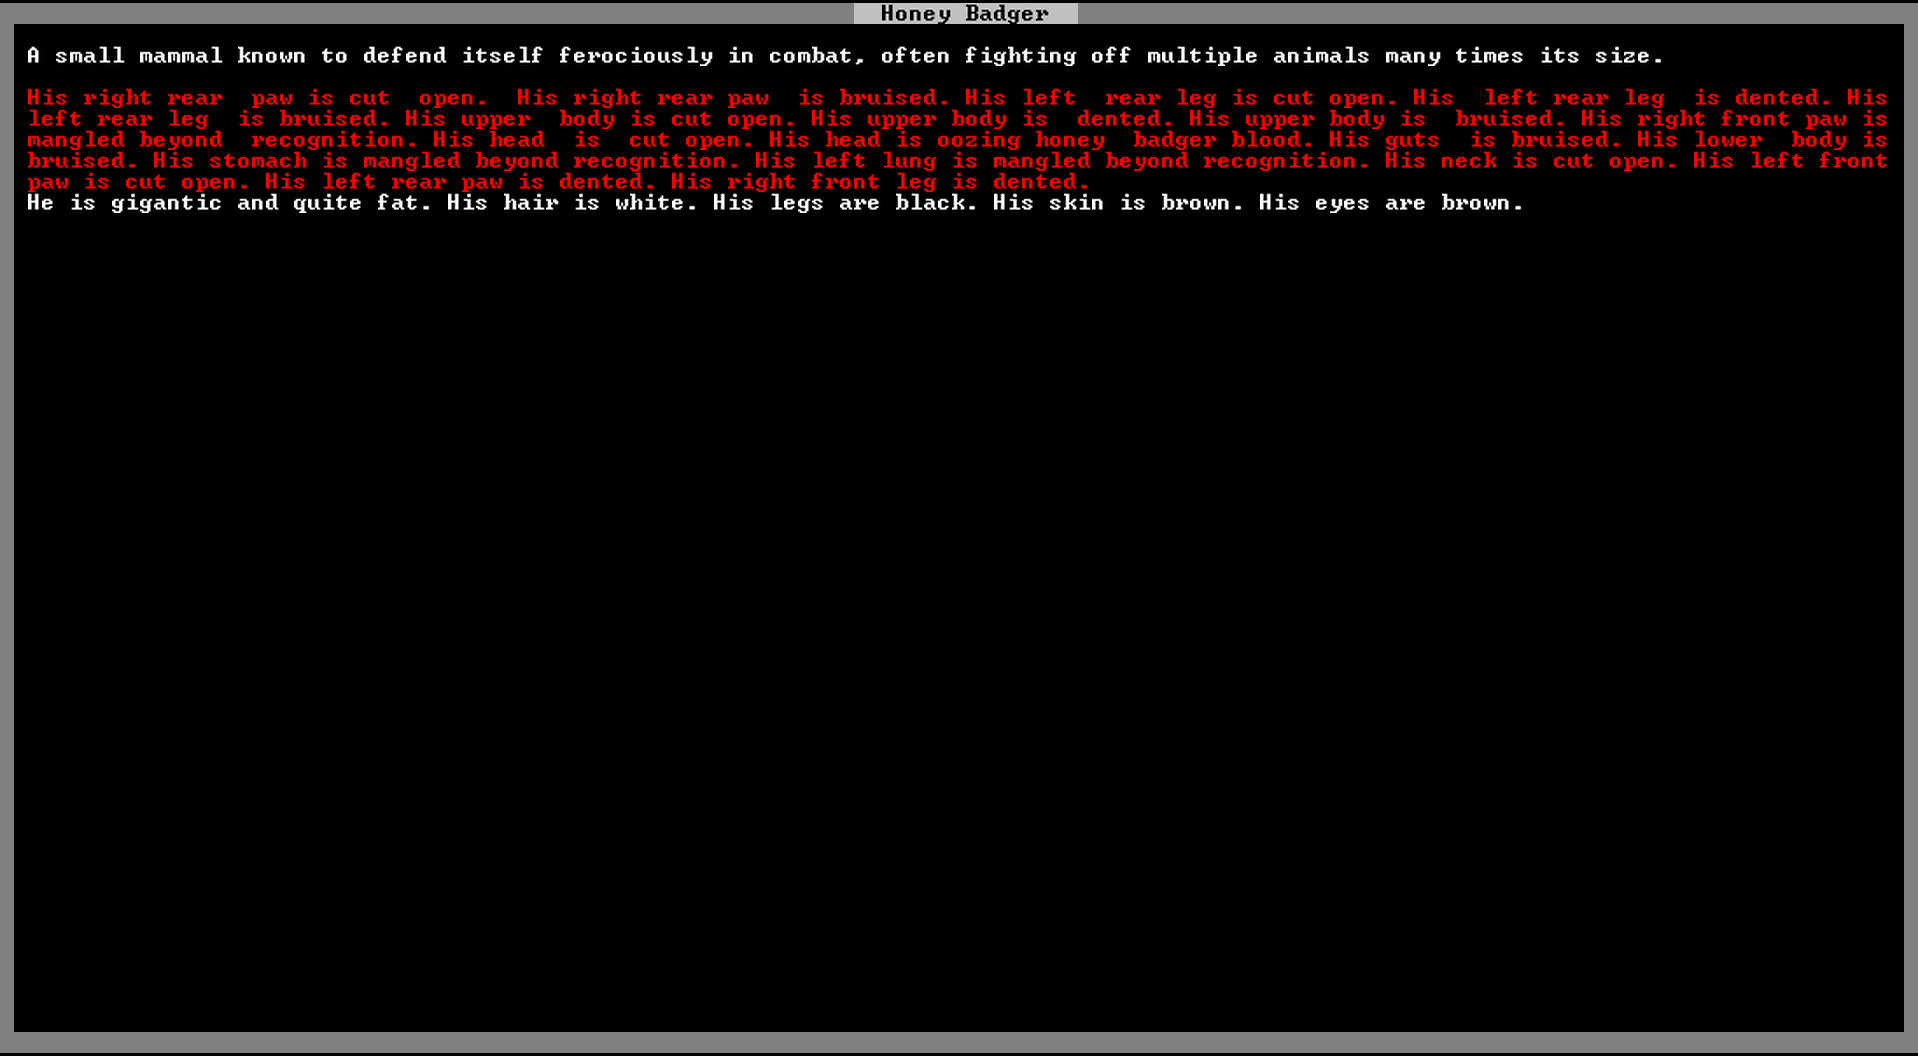 Honey Badger
A small mammal known to defend itself ferociously in combat, often fighting off multiple animals many times its size.
His right rear  paw is cut  open.  His right rear paw  is bruised. His left  rear leg is cut open. His  left rear leg  is dented. His
left rear leg  is bruised. His upper  body is cut open. His upper body is  dented. His upper body is  bruised. His right front paw is
mangled beyond  recognition. His head  is  cut open. His head is oozing honey  badger blood. His guts  is bruised. His lower  body is
bruised. His stomach is mangled beyond recognition. His left lung is mangled beyond recognition. His neck is cut open. His left front
paw is cut open. His left rear paw is dented. His right front leg is dented.
He is gigantic and quite fat. His hair is white. His legs are black. His skin is brown. His eyes are brown.